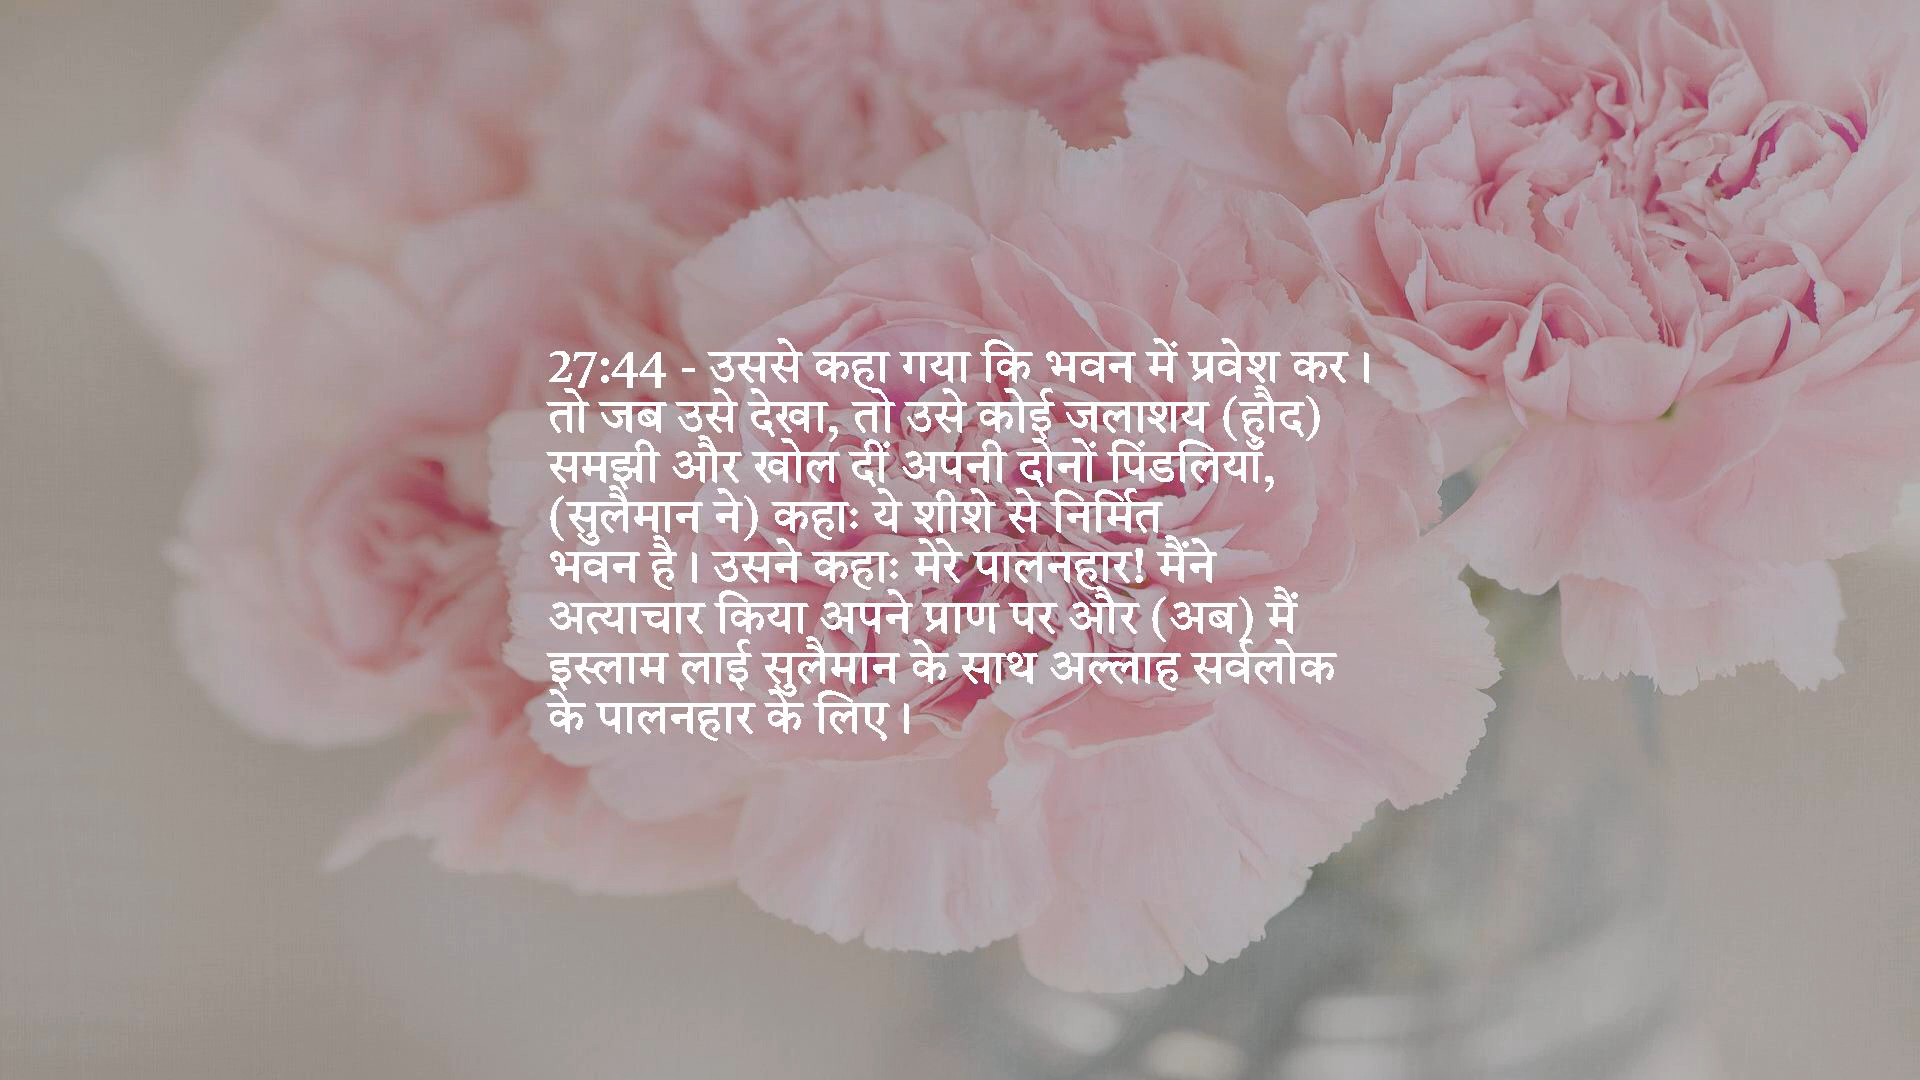 27:44 - उससे कहा गया कि भवन में प्रवेश कर।
तो जब उसे देखा, तो उसे कोई जलाशय (हौद)
समझी और खोल दीं अपनी दोनों पिंडलियाँ,
(सुलैमान ने) कहाः ये शीशे से निर्मित
भवन है। उसने कहाः मेरे पालनहार! मैंने
अत्याचार किया अपने प्राण पर और (अब) मैं
इस्लाम लाई सुलैमान के साथ अल्लाह सर्वलोक
के पालनहार के लिए।